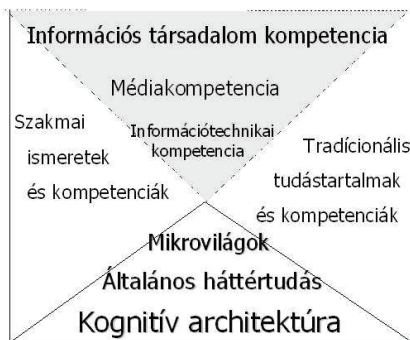 Információs társadalom kompetencia
Médiakompetencia
Információtechnikai
kompetencia
Szakmai
ismeretek
és kompetenciák
Tradícionális
tudástartalmak
és kompetenciák
Mikrovilágok
Általános háttértudás
Kognitív architektúra